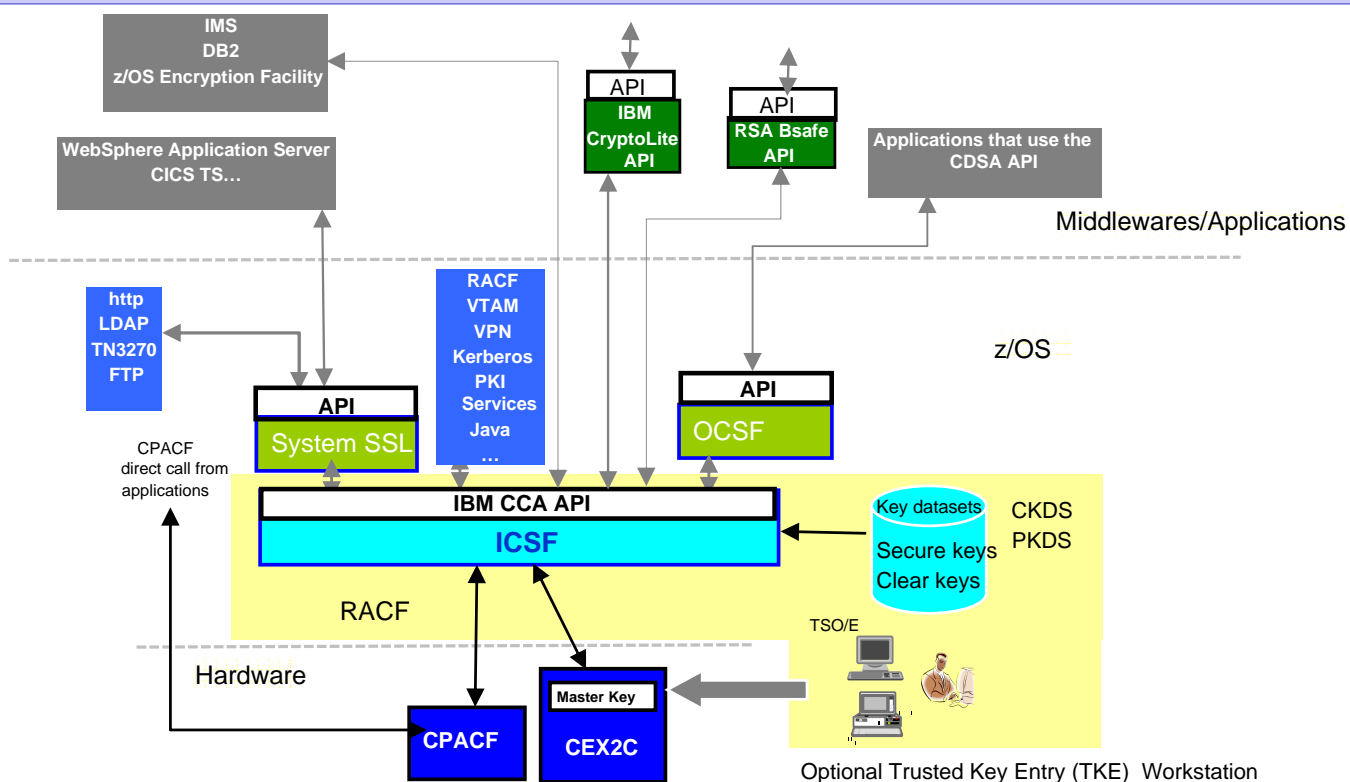 IMS
DB2
z/OS Encryption Facility
API
IBM
CryptoLite
API
API
RSA Bsafe
API
WebSphere Application Server
CICS TS…
Applications that use the
CDSA API
Middlewares/Applications
http
LDAP
TN3270
FTP
RACF
VTAM
VPN
Kerberos
PKI
Services
Java
…
z/OS
API
System SSL
API
OCSF
CPACF
direct call from
applications
IBM CCA API
ICSF
Key datasets
Secure keys
Clear keys
CKDS
PKDS
RACF
TSO/E
Hardware
Master Key
CEX2C
CPACF
Optional Trusted Key Entry (TKE) Workstation